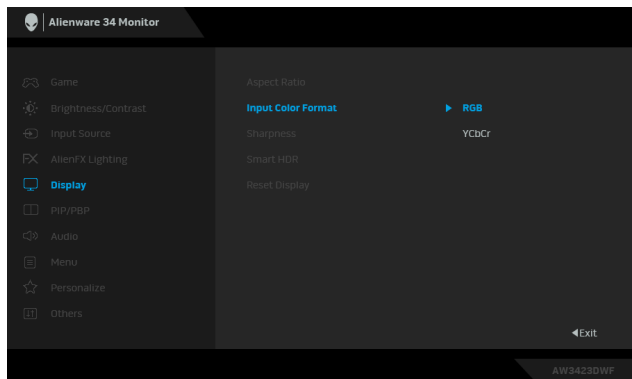 Alienware 34 Monitor
Game
Aspect Ratio
Brightness/Contrast
Input Color Format
RGB
Input Source
Sharpness
YCbCr
FX AlienFX Lighting
Smart HDR
Display
Reset Display
PIP/PBP
Audio
Menu
Personalize
Others
Exit
AW3423DWF